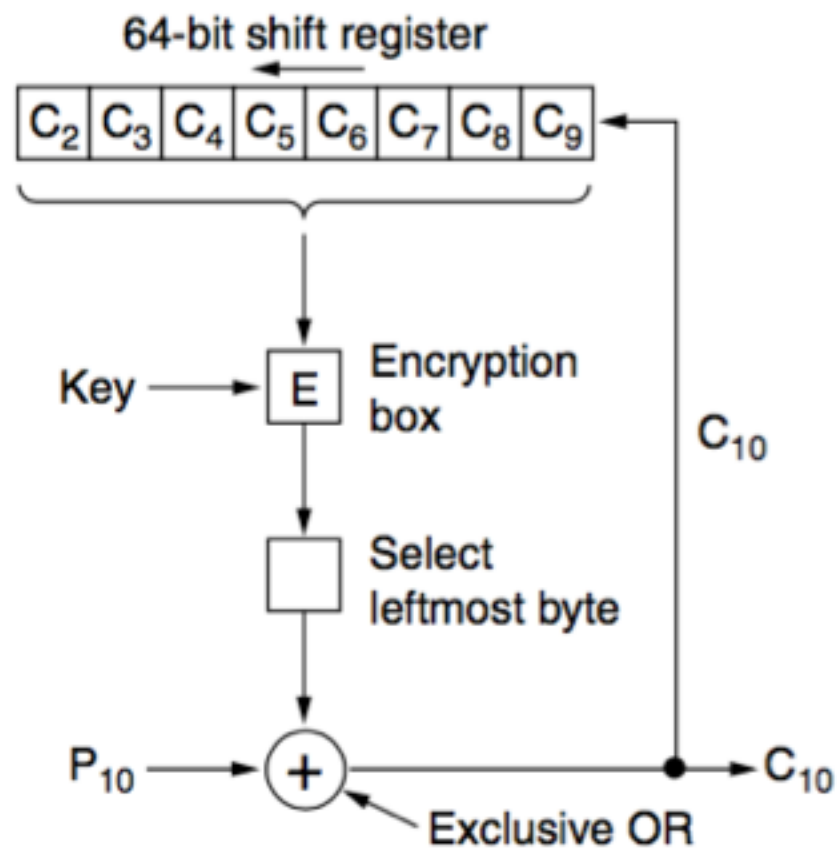 64-bit shift register
C₂ C₃ C₄ C₅ C₆ C₇ C₈ C₉
Key
E
Encryption
box
C₁₀
Select
leftmost byte
P₁₀
+
C₁₀
Exclusive OR